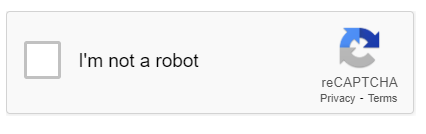 I'm not a robot
reCAPTCHA
Privacy - Terms